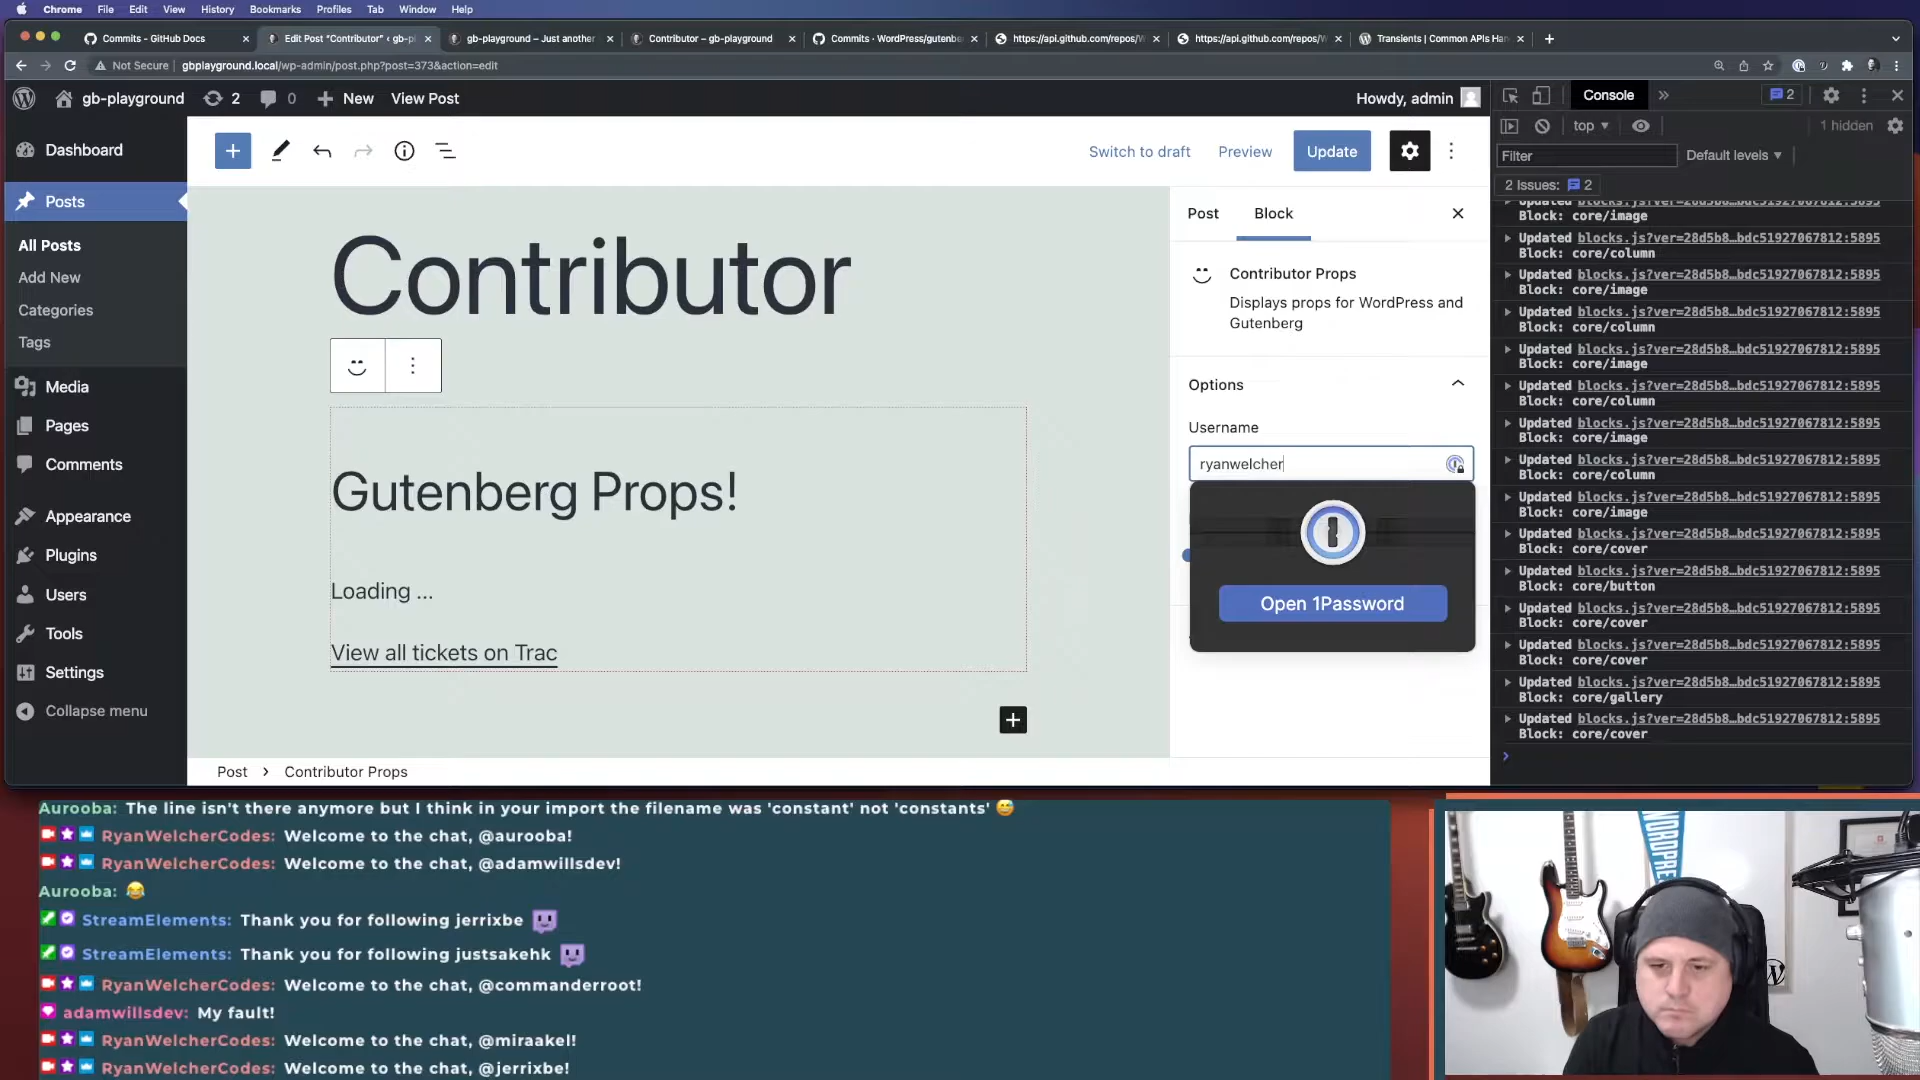 Chrome File Edit View History Bookmarks Profiles Tab Window Help
Commits - GitHub Docs
Edit Post "Contributor" ‹ gb-pl
gb-playground – Just another
Contributor – gb-playground
Commits · WordPress/gutenbe
https://api.github.com/repos/W
https://api.github.com/repos/W
Transients | Common APIs Han
Not Secure gbplayground.local/wp-admin/post.php?post=373&action=edit
gb-playground 2 0 New View Post Howdy, admin
Dashboard
Posts
All Posts
Add New
Categories
Tags
Media
Pages
Comments
Appearance
Plugins
Users
Tools
Settings
Collapse menu
Switch to draft Preview Update
Contributor
Gutenberg Props!
Loading ...
View all tickets on Trac
Post › Contributor Props
Post Block
Contributor Props
Displays props for WordPress and
Gutenberg
Options
Username
ryanwelcher
Open 1Password
Console 2
top 1 hidden
Filter Default levels
2 Issues: 2
Updated blocks.js?ver=28d5b8…bdc51927067812:5895
Block: core/image
Updated blocks.js?ver=28d5b8…bdc51927067812:5895
Block: core/column
Updated blocks.js?ver=28d5b8…bdc51927067812:5895
Block: core/image
Updated blocks.js?ver=28d5b8…bdc51927067812:5895
Block: core/column
Updated blocks.js?ver=28d5b8…bdc51927067812:5895
Block: core/image
Updated blocks.js?ver=28d5b8…bdc51927067812:5895
Block: core/column
Updated blocks.js?ver=28d5b8…bdc51927067812:5895
Block: core/image
Updated blocks.js?ver=28d5b8…bdc51927067812:5895
Block: core/column
Updated blocks.js?ver=28d5b8…bdc51927067812:5895
Block: core/image
Updated blocks.js?ver=28d5b8…bdc51927067812:5895
Block: core/cover
Updated blocks.js?ver=28d5b8…bdc51927067812:5895
Block: core/button
Updated blocks.js?ver=28d5b8…bdc51927067812:5895
Block: core/cover
Updated blocks.js?ver=28d5b8…bdc51927067812:5895
Block: core/cover
Updated blocks.js?ver=28d5b8…bdc51927067812:5895
Block: core/gallery
Updated blocks.js?ver=28d5b8…bdc51927067812:5895
Block: core/cover
Aurooba: The line isn't there anymore but I think in your import the filename was 'constant' not 'constants' 😅
RyanWelcherCodes: Welcome to the chat, @aurooba!
RyanWelcherCodes: Welcome to the chat, @adamwillsdev!
Aurooba: 😂
StreamElements: Thank you for following jerrixbe
StreamElements: Thank you for following justsakehk
RyanWelcherCodes: Welcome to the chat, @commanderroot!
adamwillsdev: My fault!
RyanWelcherCodes: Welcome to the chat, @miraakel!
RyanWelcherCodes: Welcome to the chat, @jerrixbe!